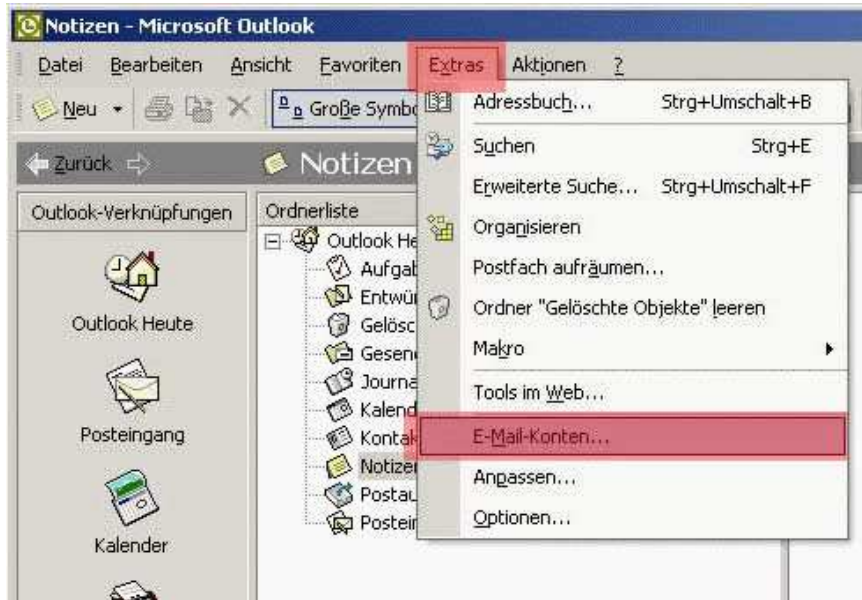 Notizen - Microsoft Outlook
Datei Bearbeiten Ansicht Favoriten Extras Aktionen ?
Neu Große Symbo
Zurück Notizen
Outlook-Verknüpfungen
Outlook Heute
Posteingang
Kalender
Ordnerliste
Outlook He
Aufgab
Entwür
Gelösc
Gesen
Journa
Kalend
Kontak
Notizen
Postau
Postein
Adressbuch... Strg+Umschalt+B
Suchen Strg+E
Erweiterte Suche... Strg+Umschalt+F
Organisieren
Postfach aufräumen...
Ordner "Gelöschte Objekte" leeren
Makro
Tools im Web...
E-Mail-Konten...
Anpassen...
Optionen...